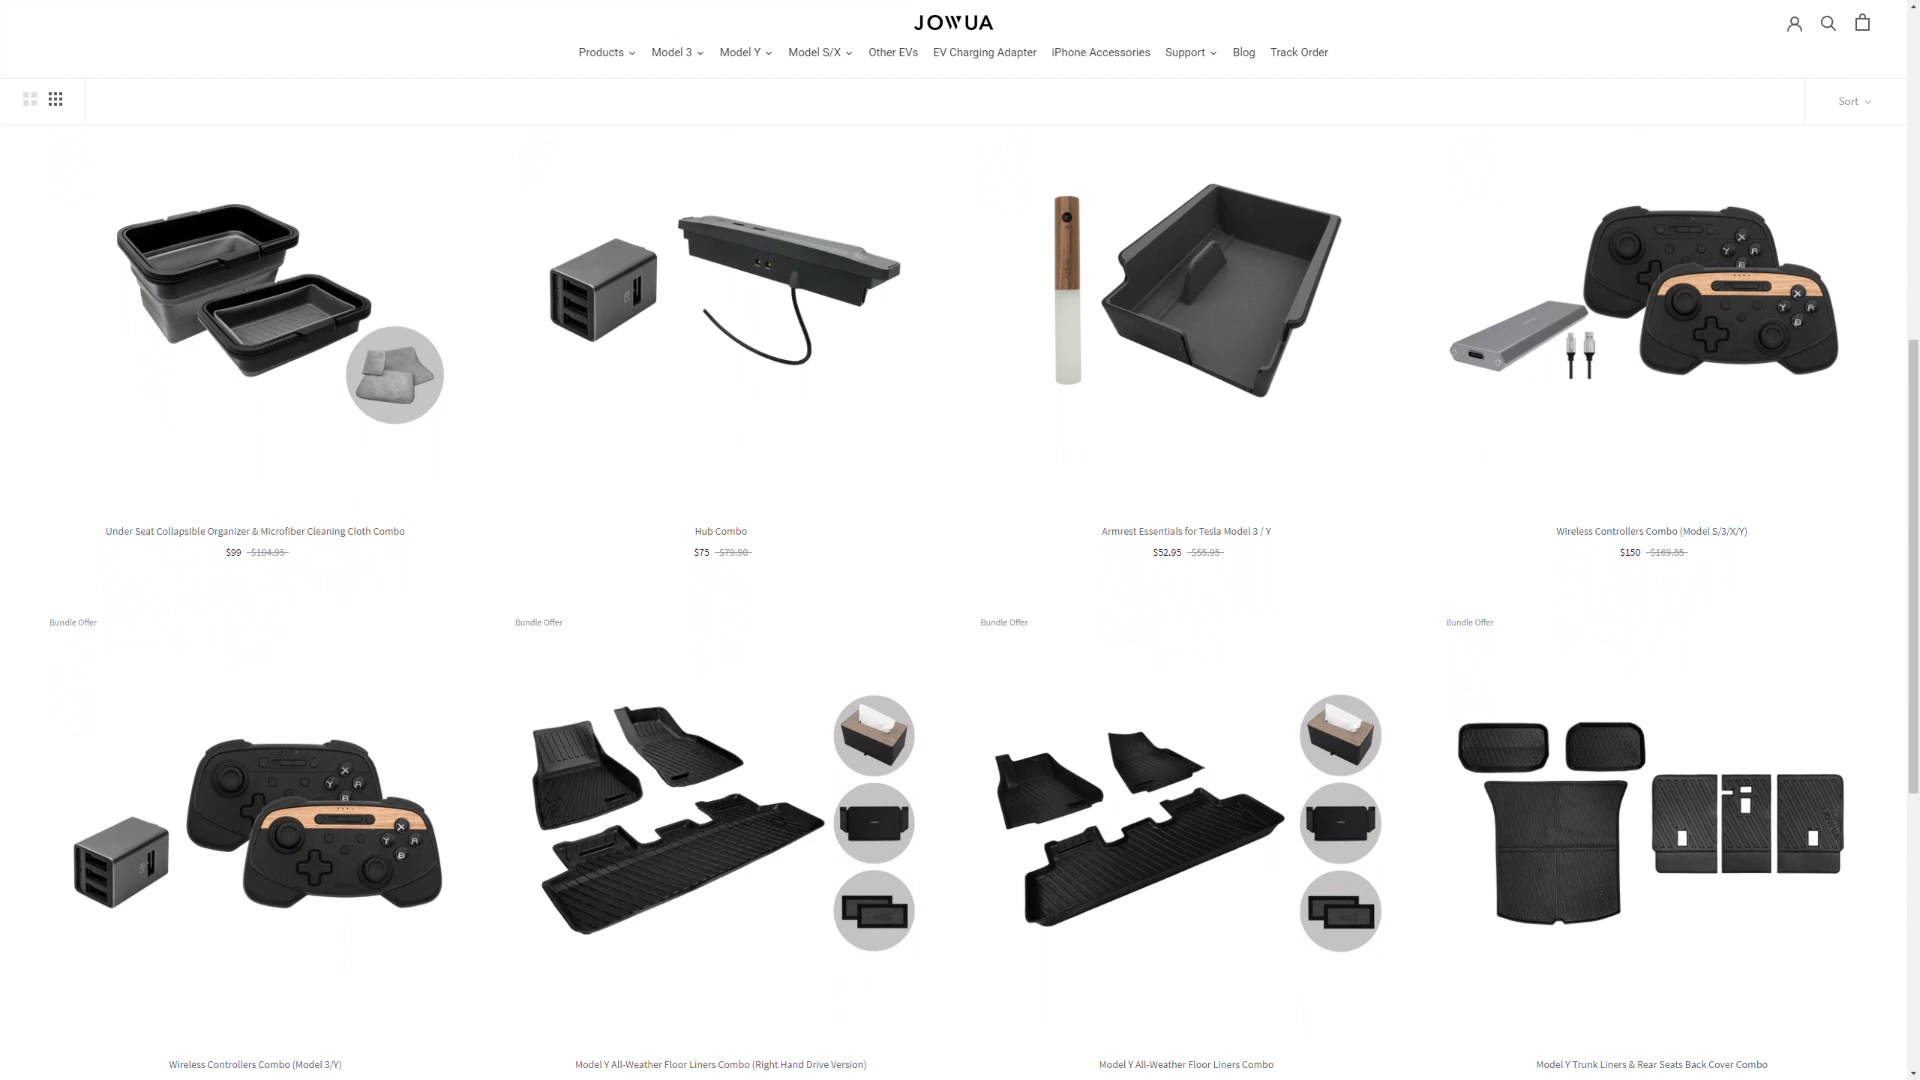 JOWUA
Products
Model 3
Model Y
Model S/X
Other EVs
EV Charging Adapter
iPhone Accessories
Support
Blog
Track Order
Sort
Under Seat Collapsible Organizer & Microfiber Cleaning Cloth Combo
$99 $104.95
Hub Combo
$75 $79.90
Armrest Essentials for Tesla Model 3 / Y
$52.95 $55.95
Wireless Controllers Combo (Model S/3/X/Y)
$150 $169.85
Bundle Offer
Bundle Offer
Bundle Offer
Bundle Offer
Wireless Controllers Combo (Model 3/Y)
Model Y All-Weather Floor Liners Combo (Right Hand Drive Version)
Model Y All-Weather Floor Liners Combo
Model Y Trunk Liners & Rear Seats Back Cover Combo